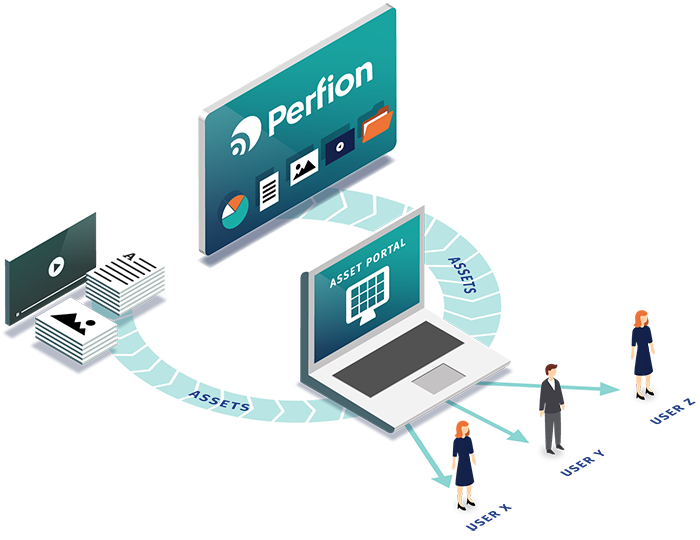 Perfion
ASSET PORTAL
ASSETS
A
ASSETS
USER Z
USER Y
USER X